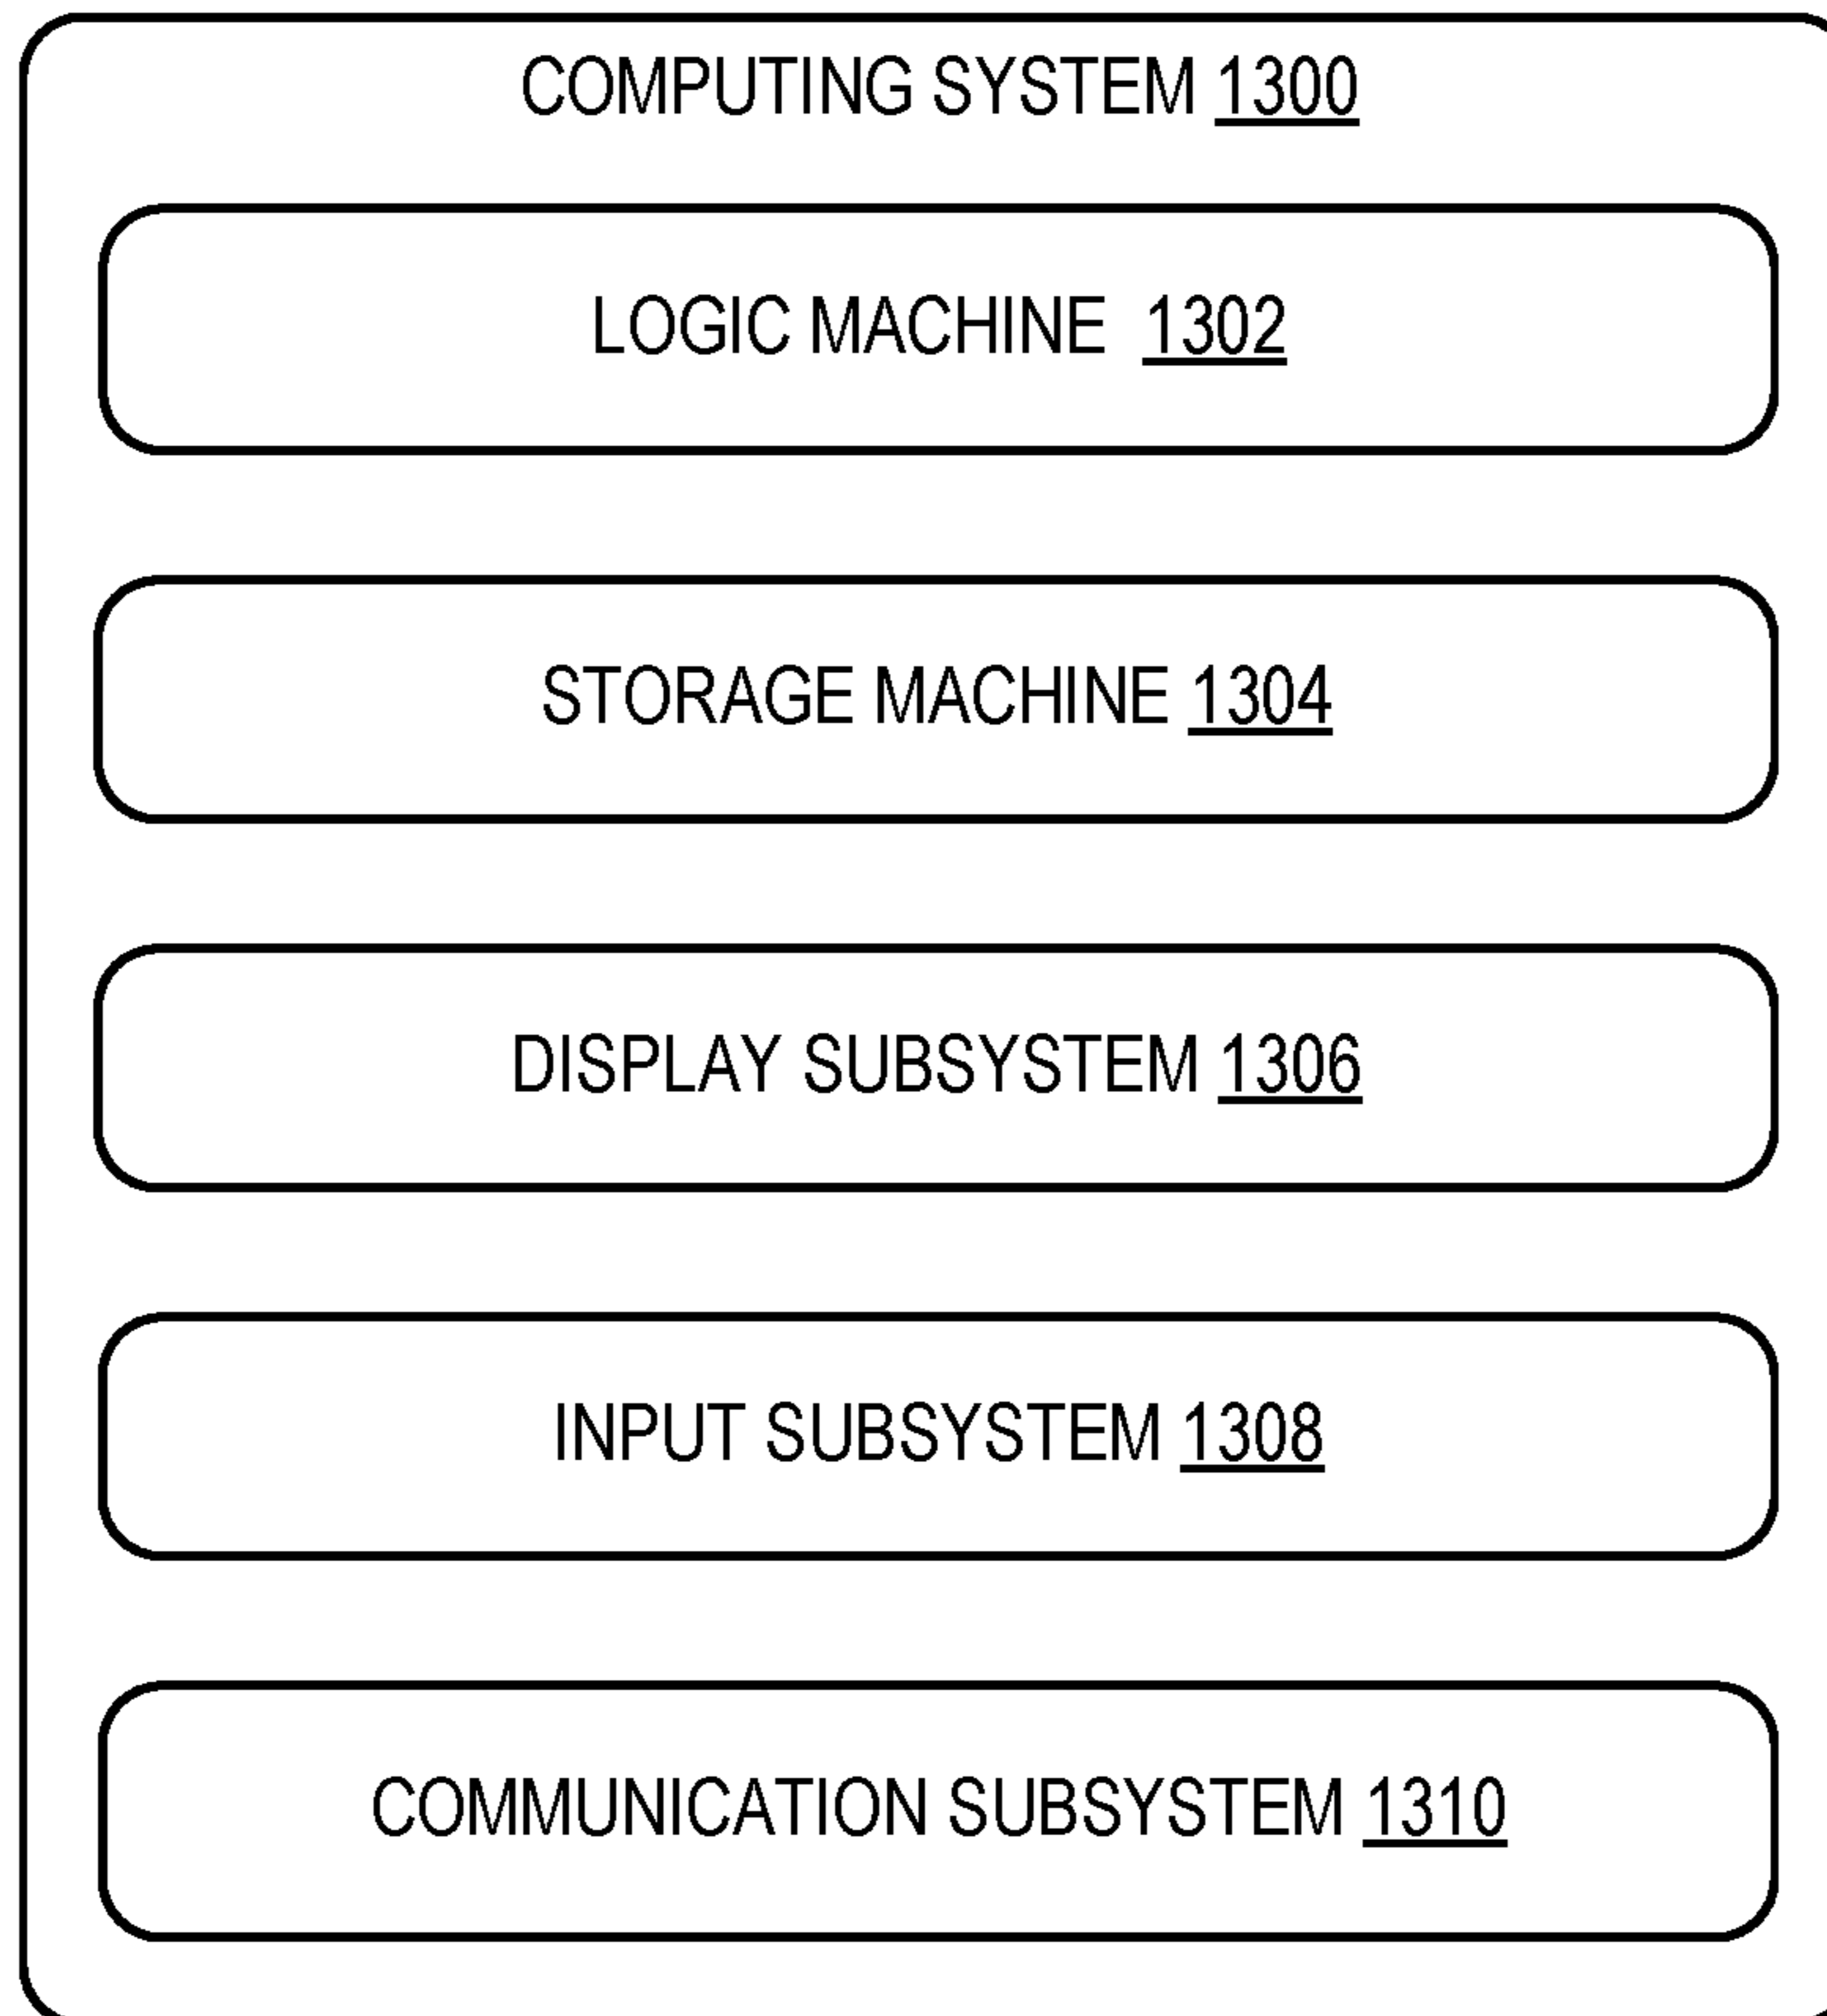 COMPUTING SYSTEM 1300
LOGIC MACHINE 1302
STORAGE MACHINE 1304
DISPLAY SUBSYSTEM 1306
INPUT SUBSYSTEM 1308
COMMUNICATION SUBSYSTEM 1310